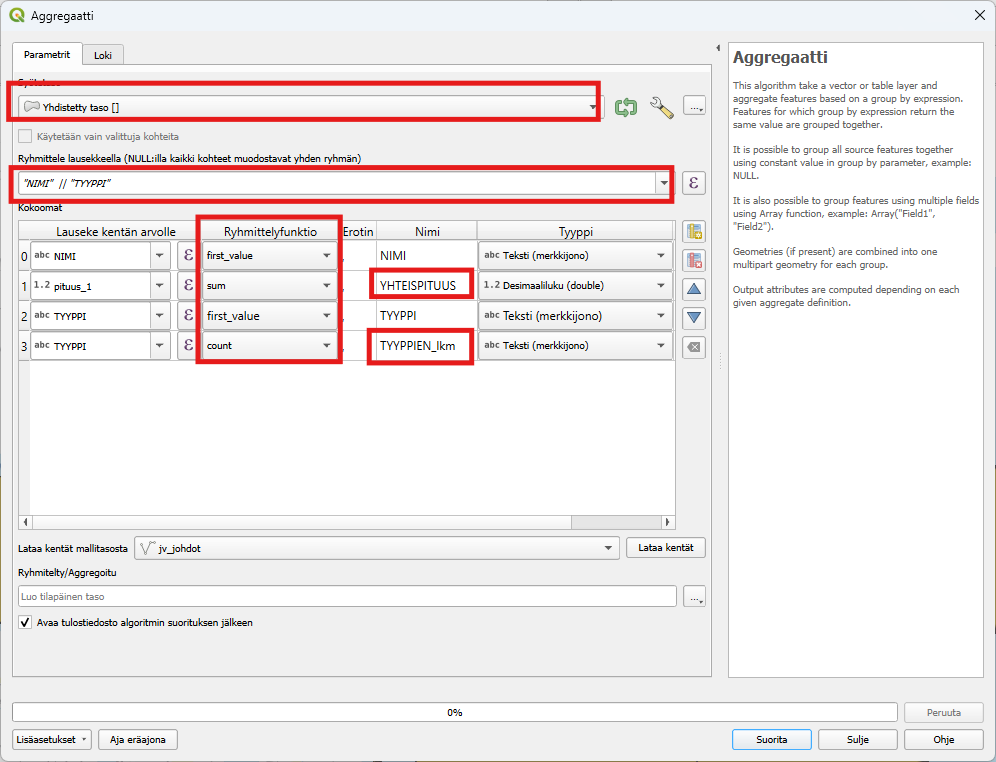 Aggregaatti
Parametrit
Loki
Yhdistetty taso []
...
Käytetään vain valittuja kohteita
Ryhmittele lausekkeella (NULL:illa kaikki kohteet muodostavat yhden ryhmän)
"NIMI" // "TYYPPI"
ε
Kokoomat
Lauseke kentän arvolle Ryhmittelyfunktio Erotin Nimi Tyyppi
0 abc NIMI ε first_value , NIMI abc Teksti (merkkijono)
1 1.2 pituus_1 ε sum YHTEISPITUUS 1.2 Desimaaliluku (double)
2 abc TYYPPI ε first_value , TYYPPI abc Teksti (merkkijono)
3 abc TYYPPI ε count TYYPPIEN_lkm abc Teksti (merkkijono)
Lataa kentät mallitasosta jv_johdot Lataa kentät
Ryhmitelty/Aggregoitu
Luo tilapäinen taso
...
Avaa tulostiedosto algoritmin suorituksen jälkeen
Aggregaatti
This algorithm take a vector or table layer and
aggregate features based on a group by expression.
Features for which group by expression return the
same value are grouped together.
It is possible to group all source features together
using constant value in group by parameter, example:
NULL.
It is also possible to group features using multiple fields
using Array function, example: Array("Field1",
"Field2").
Geometries (if present) are combined into one
multipart geometry for each group.
Output attributes are computed depending on each
given aggregate definition.
0%
Peruuta
Lisäasetukset
Aja eräajona
Suorita
Sulje
Ohje